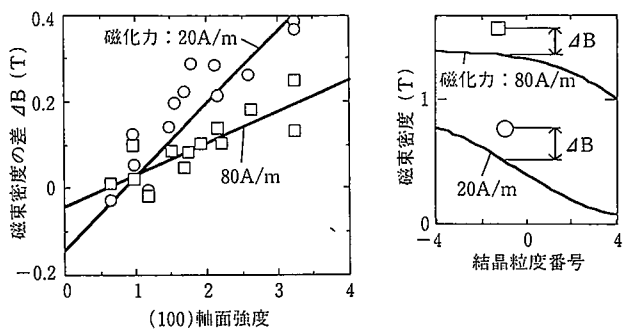 磁束密度の差 ΔB (T)
0.4
0.2
0
−0.2
磁化力：20A/m
80A/m
0
1
2
3
4
(100)軸面強度
磁束密度 (T)
1
0
ΔB
磁化力：80A/m
ΔB
20A/m
−4
0
4
結晶粒度番号